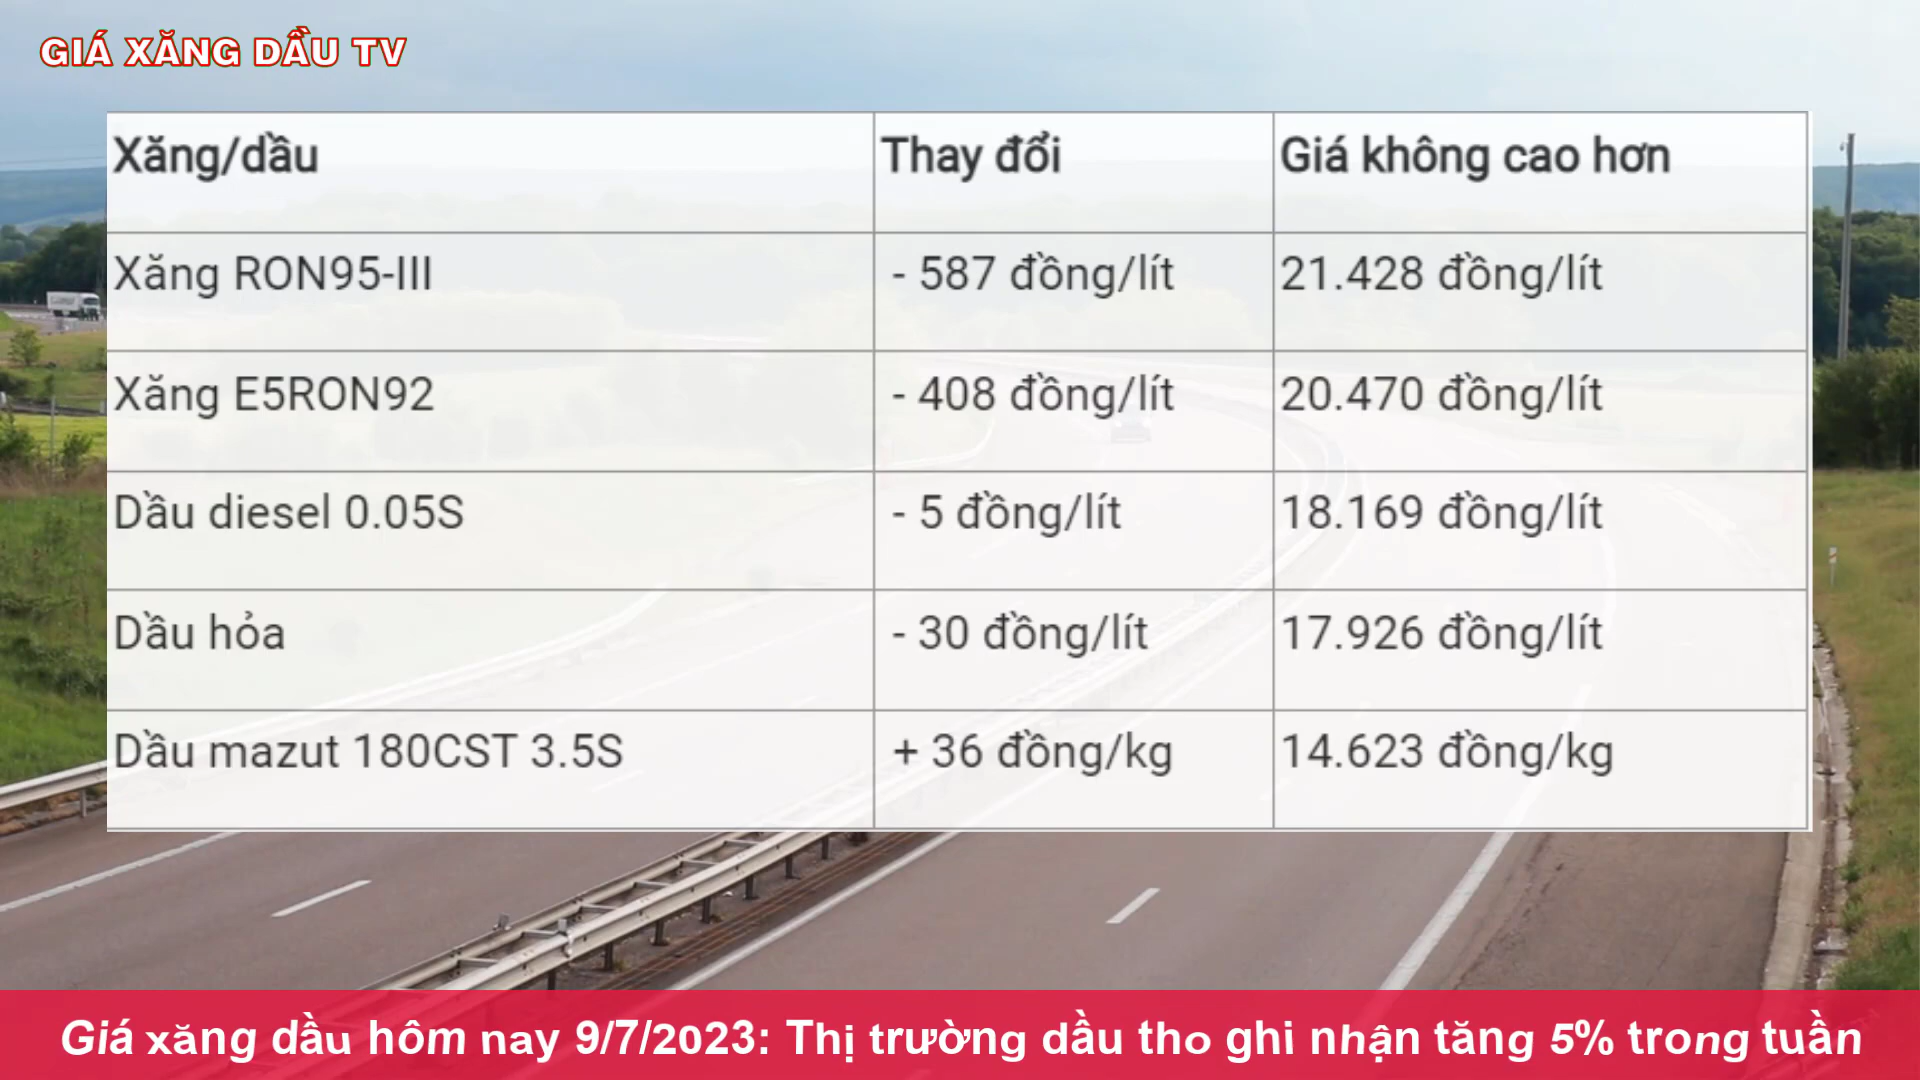 GIÁ XĂNG DẦU TV
Xăng/dầu Thay đổi Giá không cao hơn
Xăng RON95-III - 587 đồng/lít 21.428 đồng/lít
Xăng E5RON92 - 408 đồng/lít 20.470 đồng/lít
Dầu diesel 0.05S - 5 đồng/lít 18.169 đồng/lít
Dầu hỏa - 30 đồng/lít 17.926 đồng/lít
Dầu mazut 180CST 3.5S + 36 đồng/kg 14.623 đồng/kg
Giá xăng dầu hôm nay 9/7/2023: Thị trường dầu tho ghi nhận tăng 5% trong tuần